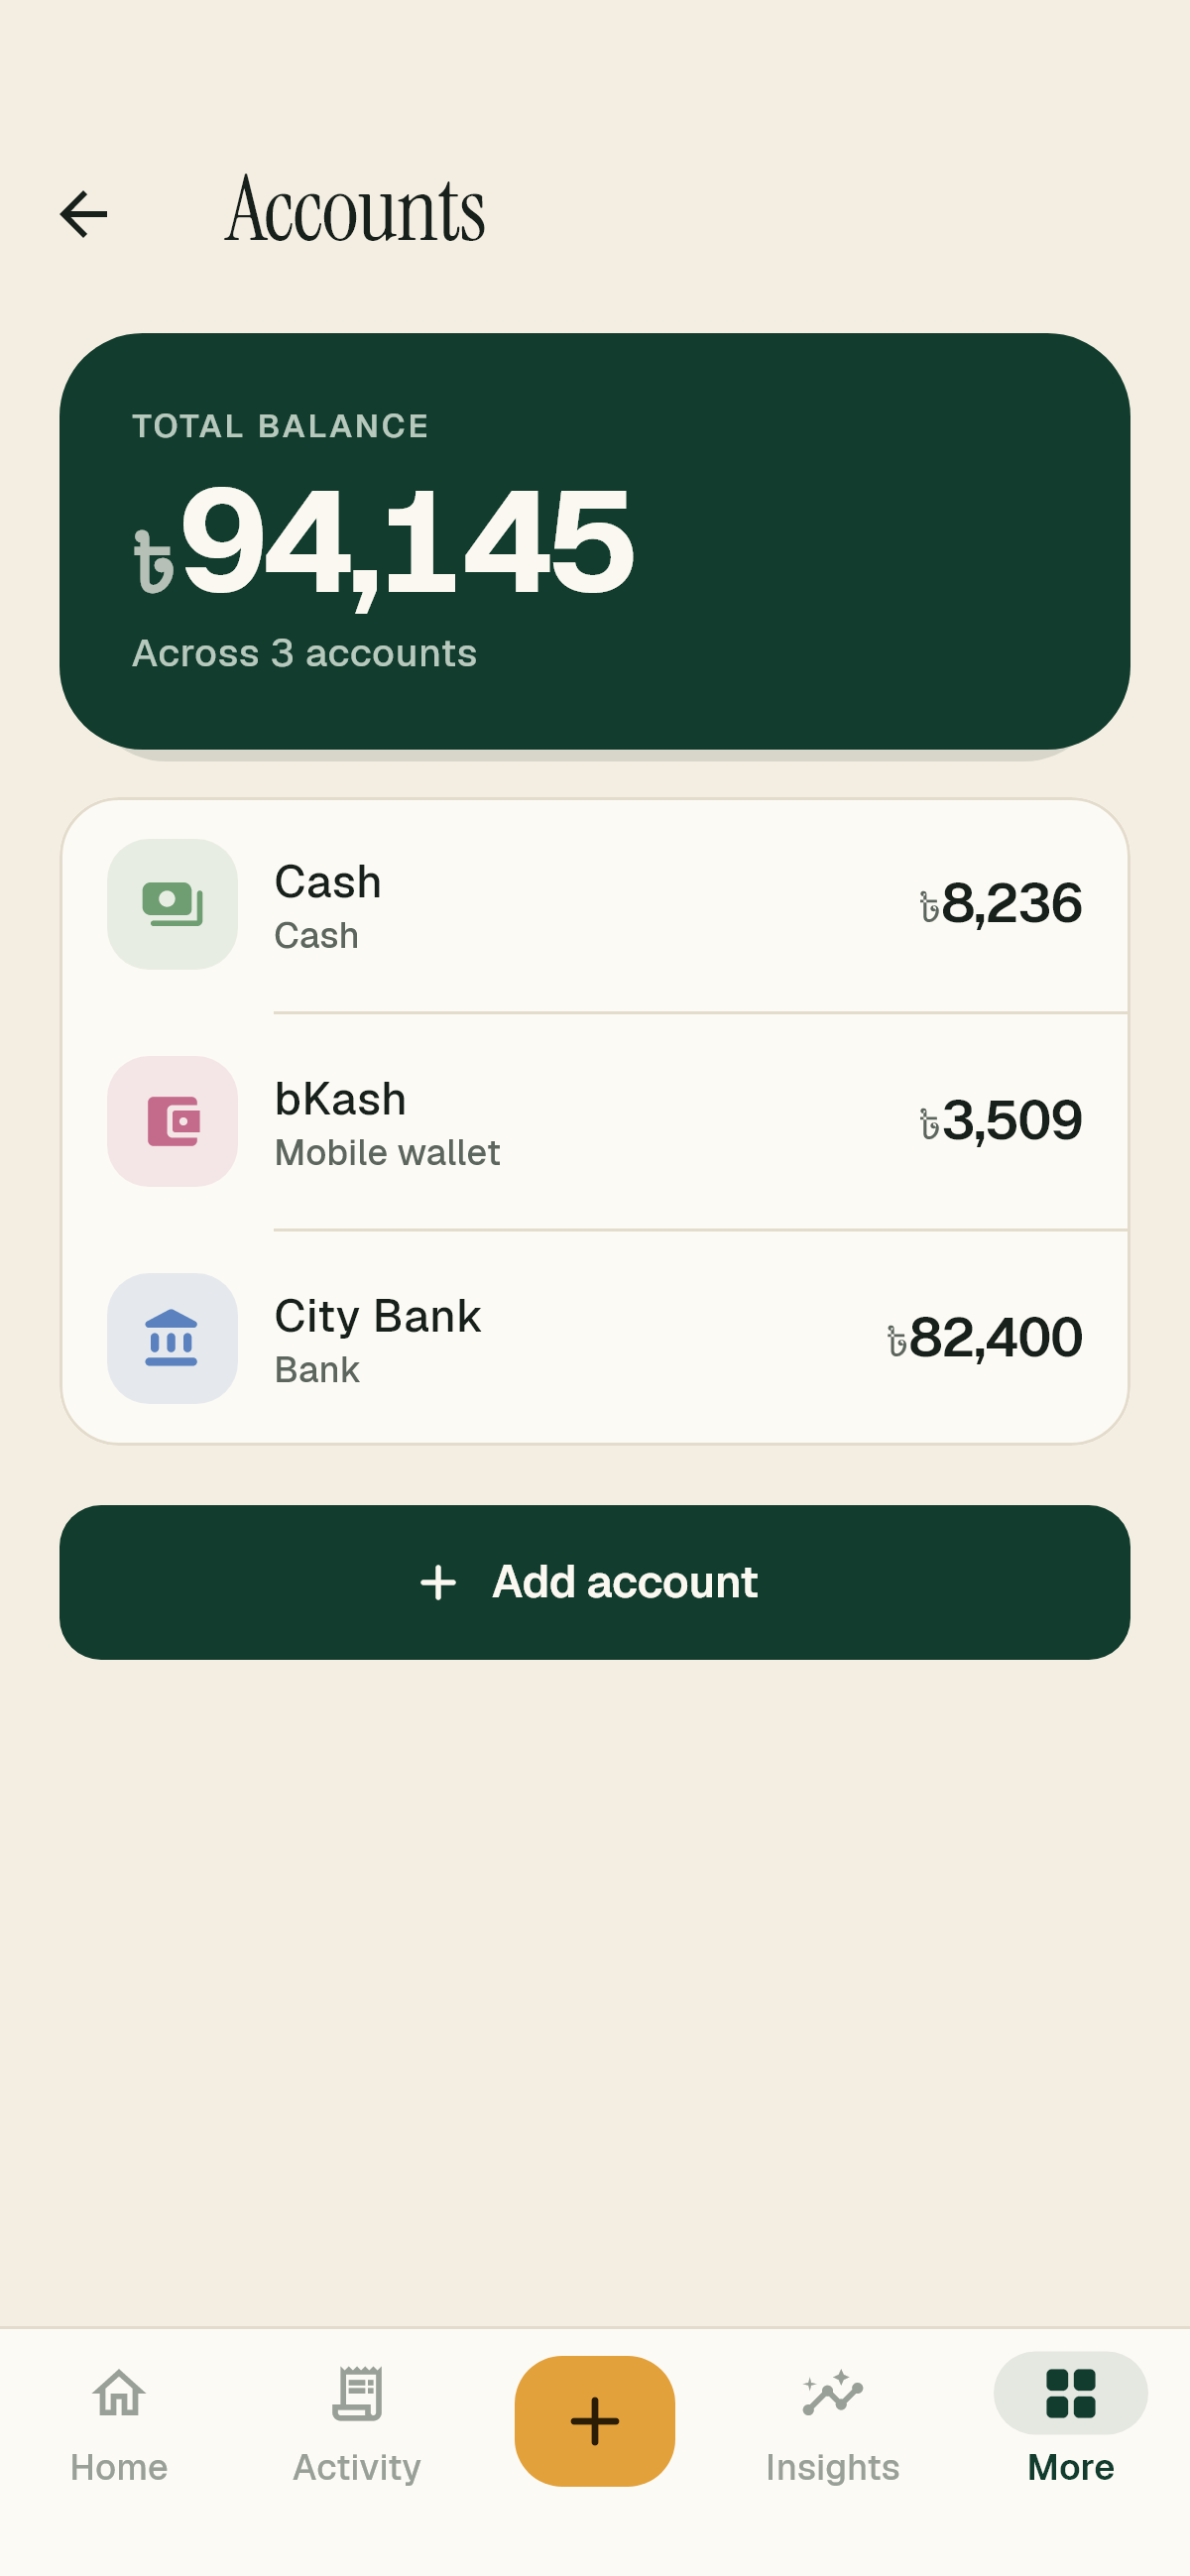 Accounts
TOTAL BALANCE
৳94,145
Across 3 accounts
Cash
Cash
৳8,236
bKash
Mobile wallet
৳3,509
City Bank
Bank
৳82,400
Add account
Home
Activity
Insights
More